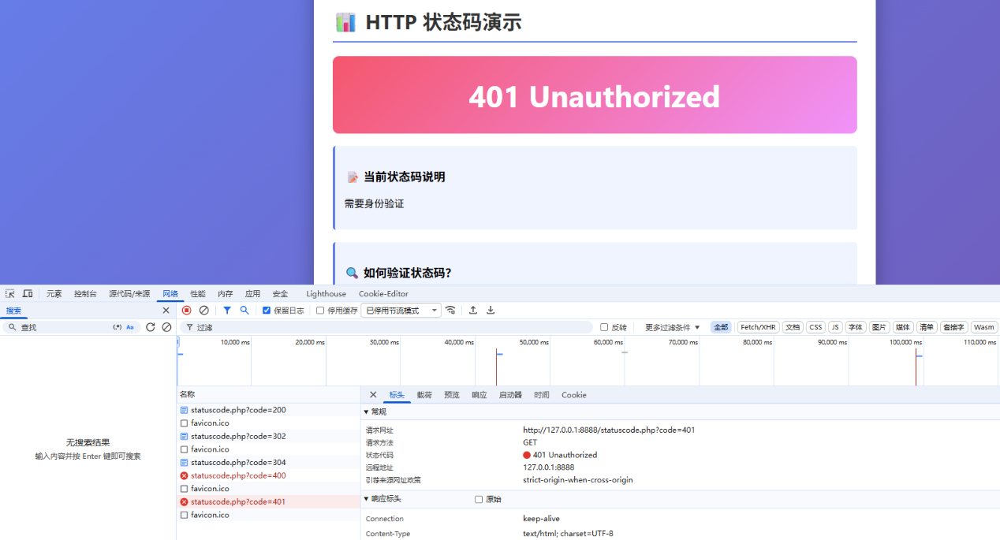 HTTP 状态码演示
401 Unauthorized
当前状态码说明
需要身份验证
如何验证状态码?
元素 控制台 源代码/来源 网络 性能 内存 应用 安全 Lighthouse Cookie-Editor
搜索
保留日志 停用缓存 已停用节流模式
查找 (.*) Aa
过滤 反转 更多过滤条件 全部 Fetch/XHR 文档 CSS JS 字体 图片 媒体 清单 套接字 Wasm
10,000 ms 20,000 ms 30,000 ms 40,000 ms 50,000 ms 60,000 ms 70,000 ms 80,000 ms 90,000 ms 100,000 ms 110,000 ms
无搜索结果
输入内容并按 Enter 键即可搜索
名称
statuscode.php?code=200
favicon.ico
statuscode.php?code=302
favicon.ico
statuscode.php?code=304
statuscode.php?code=400
favicon.ico
statuscode.php?code=401
favicon.ico
标头 载荷 预览 响应 启动器 时间 Cookie
常规
请求网址 http://127.0.0.1:8888/statuscode.php?code=401
请求方法 GET
状态代码 401 Unauthorized
远程地址 127.0.0.1:8888
引荐来源网址政策 strict-origin-when-cross-origin
响应标头 原始
Connection keep-alive
Content-Type text/html; charset=UTF-8